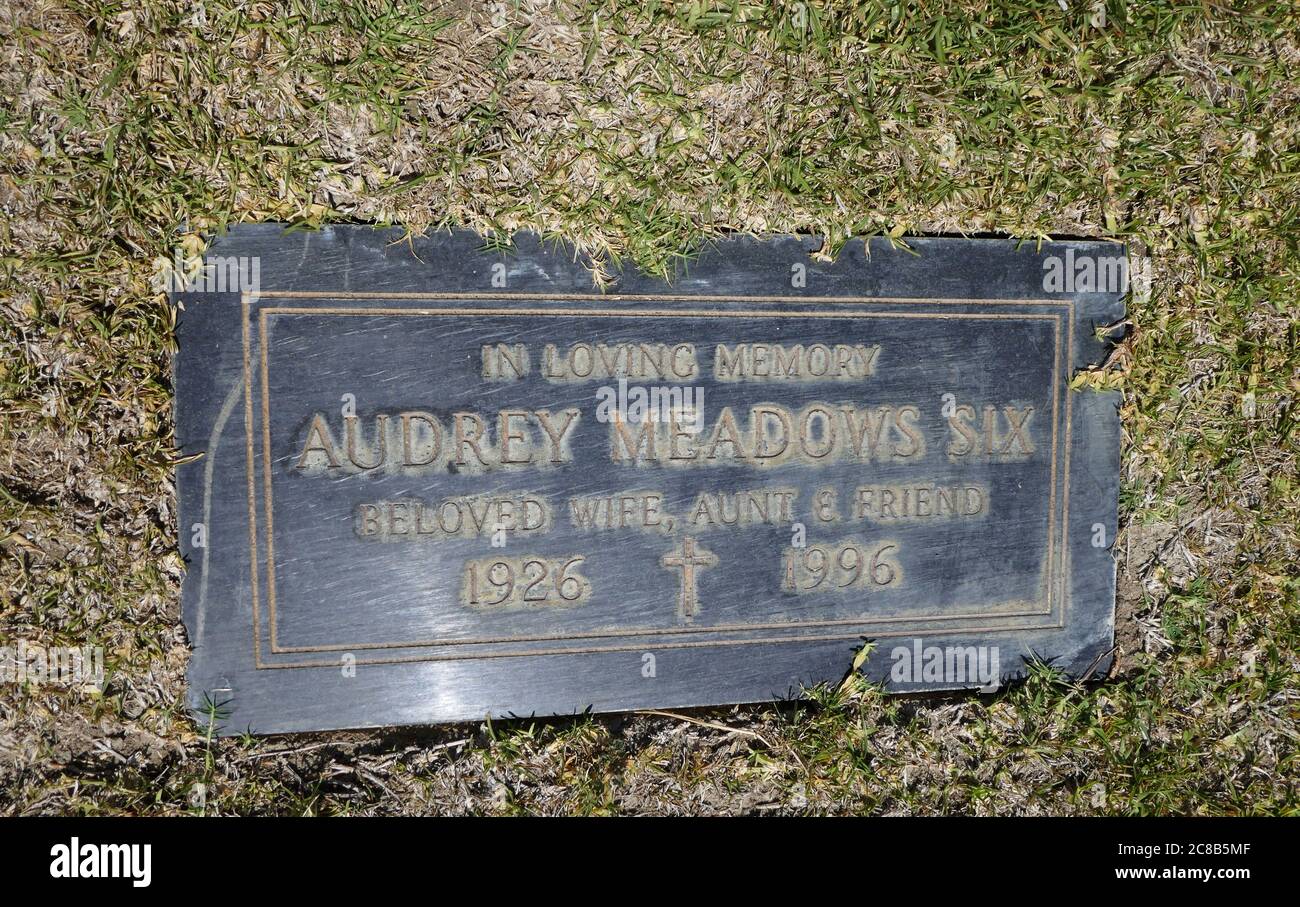 IN LOVING MEMORY
AUDREY MEADOWS SIX
BELOVED WIFE, AUNT & FRIEND
1926 1996
alamy
alamy
Image ID: 2C8B5MF
www.alamy.com